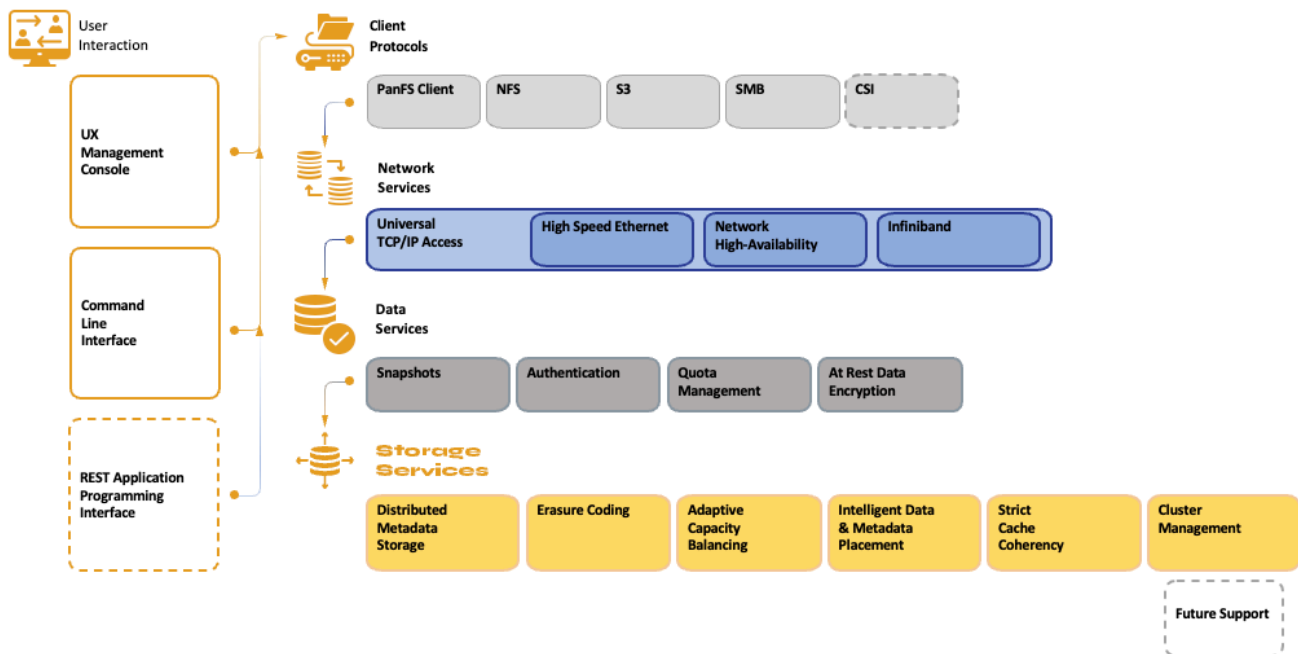 User
Interaction
UX
Management
Console
Command
Line
Interface
REST Application
Programming
Interface
Client
Protocols
PanFS Client
NFS
S3
SMB
CSI
Network
Services
Universal
TCP/IP Access
High Speed Ethernet
Network
High-Availability
Infiniband
Data
Services
Snapshots
Authentication
Quota
Management
At Rest Data
Encryption
Storage
Services
Distributed
Metadata
Storage
Erasure Coding
Adaptive
Capacity
Balancing
Intelligent Data
& Metadata
Placement
Strict
Cache
Coherency
Cluster
Management
Future Support